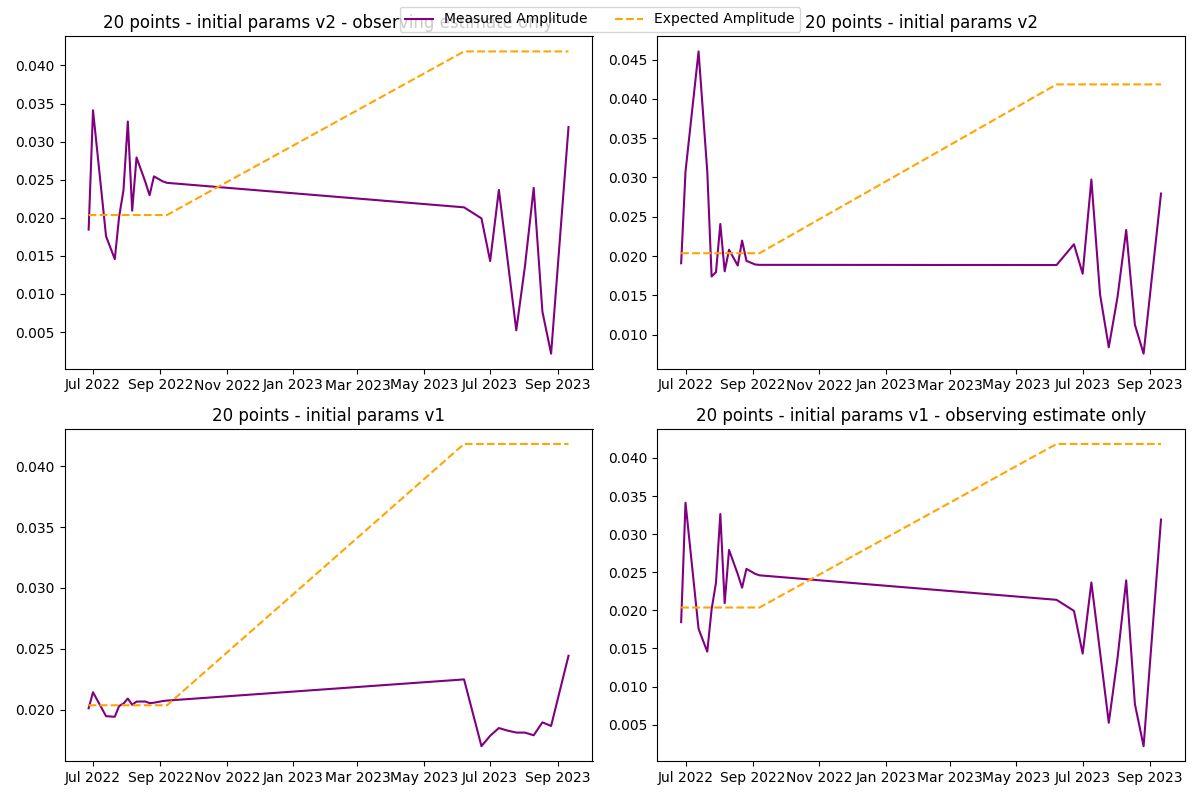 20 points - initial params v2 - observing estimate only
Measured Amplitude
Expected Amplitude
20 points - initial params v2
0.040
0.035
0.030
0.025
0.020
0.015
0.010
0.005
Jul 2022 Sep 2022 Nov 2022 Jan 2023 Mar 2023 May 2023 Jul 2023 Sep 2023
0.045
0.040
0.035
0.030
0.025
0.020
0.015
0.010
Jul 2022 Sep 2022 Nov 2022 Jan 2023 Mar 2023 May 2023 Jul 2023 Sep 2023
20 points - initial params v1
0.040
0.035
0.030
0.025
0.020
Jul 2022 Sep 2022 Nov 2022 Jan 2023 Mar 2023 May 2023 Jul 2023 Sep 2023
20 points - initial params v1 - observing estimate only
0.040
0.035
0.030
0.025
0.020
0.015
0.010
0.005
Jul 2022 Sep 2022 Nov 2022 Jan 2023 Mar 2023 May 2023 Jul 2023 Sep 2023